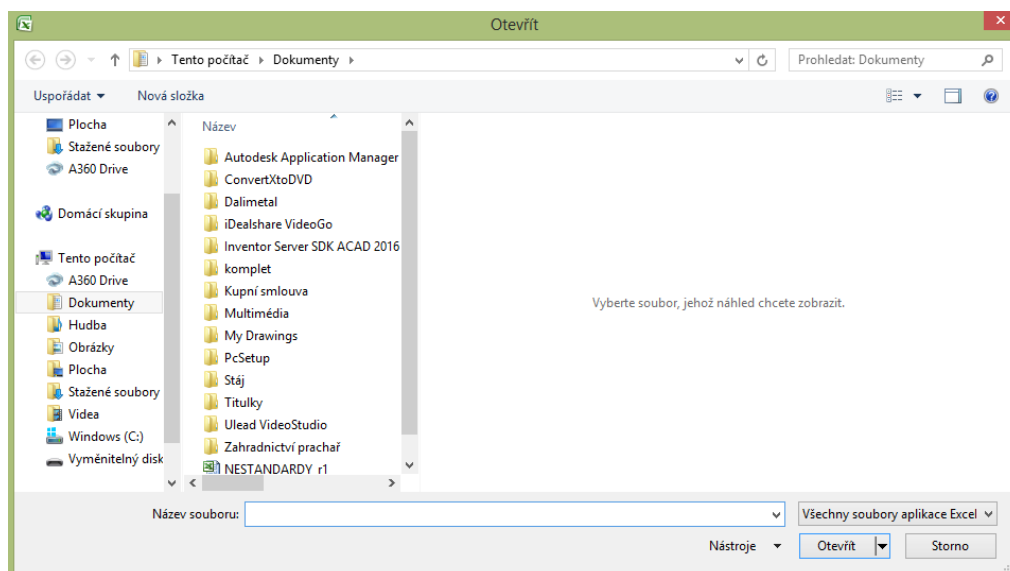 Otevřít
Tento počítač Dokumenty
Prohledat: Dokumenty
Uspořádat
Nová složka
Plocha
Stažené soubory
A360 Drive
Domácí skupina
Tento počítač
A360 Drive
Dokumenty
Hudba
Obrázky
Plocha
Stažené soubory
Videa
Windows (C:)
Vyměnitelný disk
Název
Autodesk Application Manager
ConvertXtoDVD
Dalimetal
iDealshare VideoGo
Inventor Server SDK ACAD 2016
komplet
Kupní smlouva
Multimédia
My Drawings
PcSetup
Stáj
Titulky
Ulead VideoStudio
Zahradnictví prachař
NESTANDARDY_r1
Vyberte soubor, jehož náhled chcete zobrazit.
Název souboru:
Všechny soubory aplikace Excel
Nástroje
Otevřít
Storno